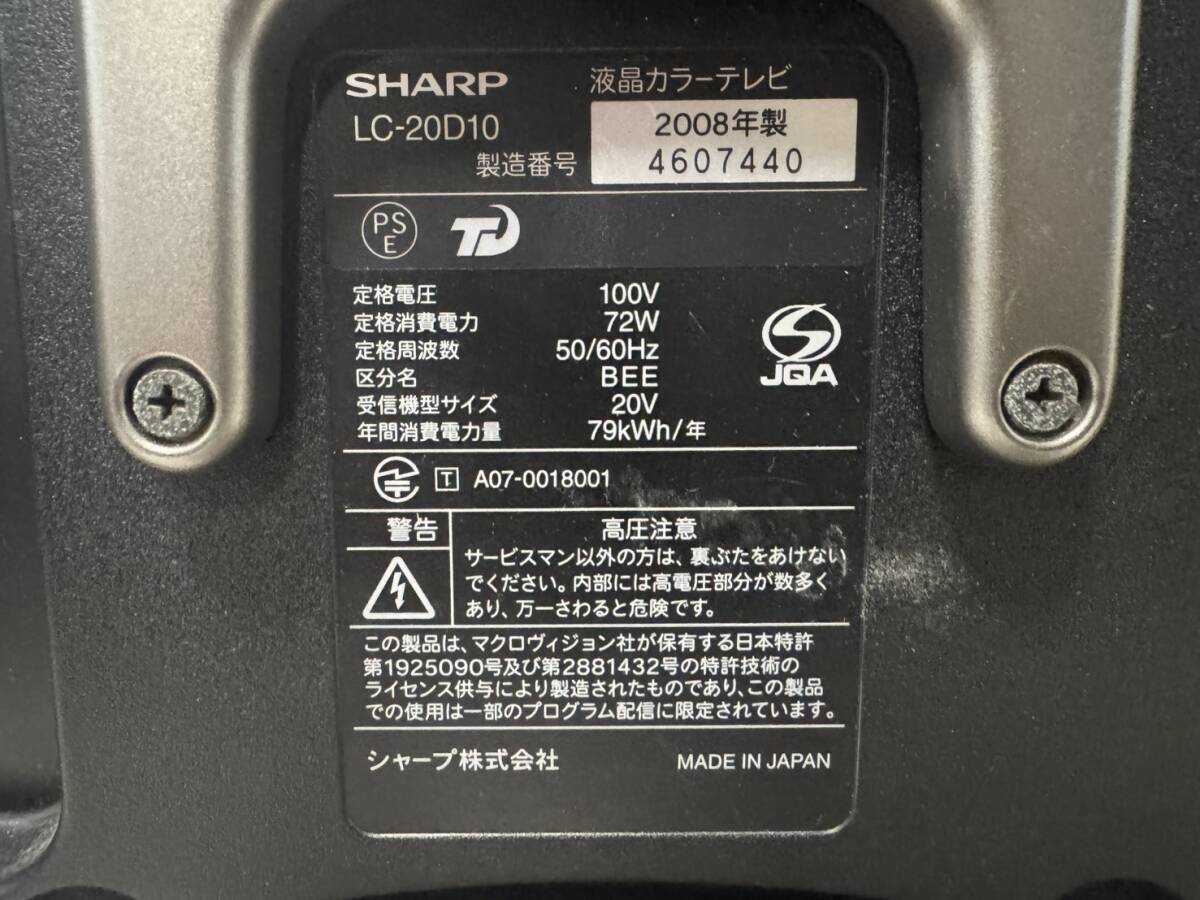 SHARP 液晶カラーテレビ
LC-20D10 2008年製
製造番号 4607440
PS
E
定格電圧 100V
定格消費電力 72W
定格周波数 50/60Hz
区分名 BEE
受信機型サイズ 20V
年間消費電力量 79kWh/年
JQA
T A07-0018001
警告
高圧注意
サービスマン以外の方は、裏ぶたをあけない
でください。内部には高電圧部分が数多く
あり、万一さわると危険です。
この製品は、マクロヴィジョン社が保有する日本特許
第1925090号及び第2881432号の特許技術の
ライセンス供与により製造されたものであり、この製品
での使用は一部のプログラム配信に限定されています。
シャープ株式会社 MADE IN JAPAN